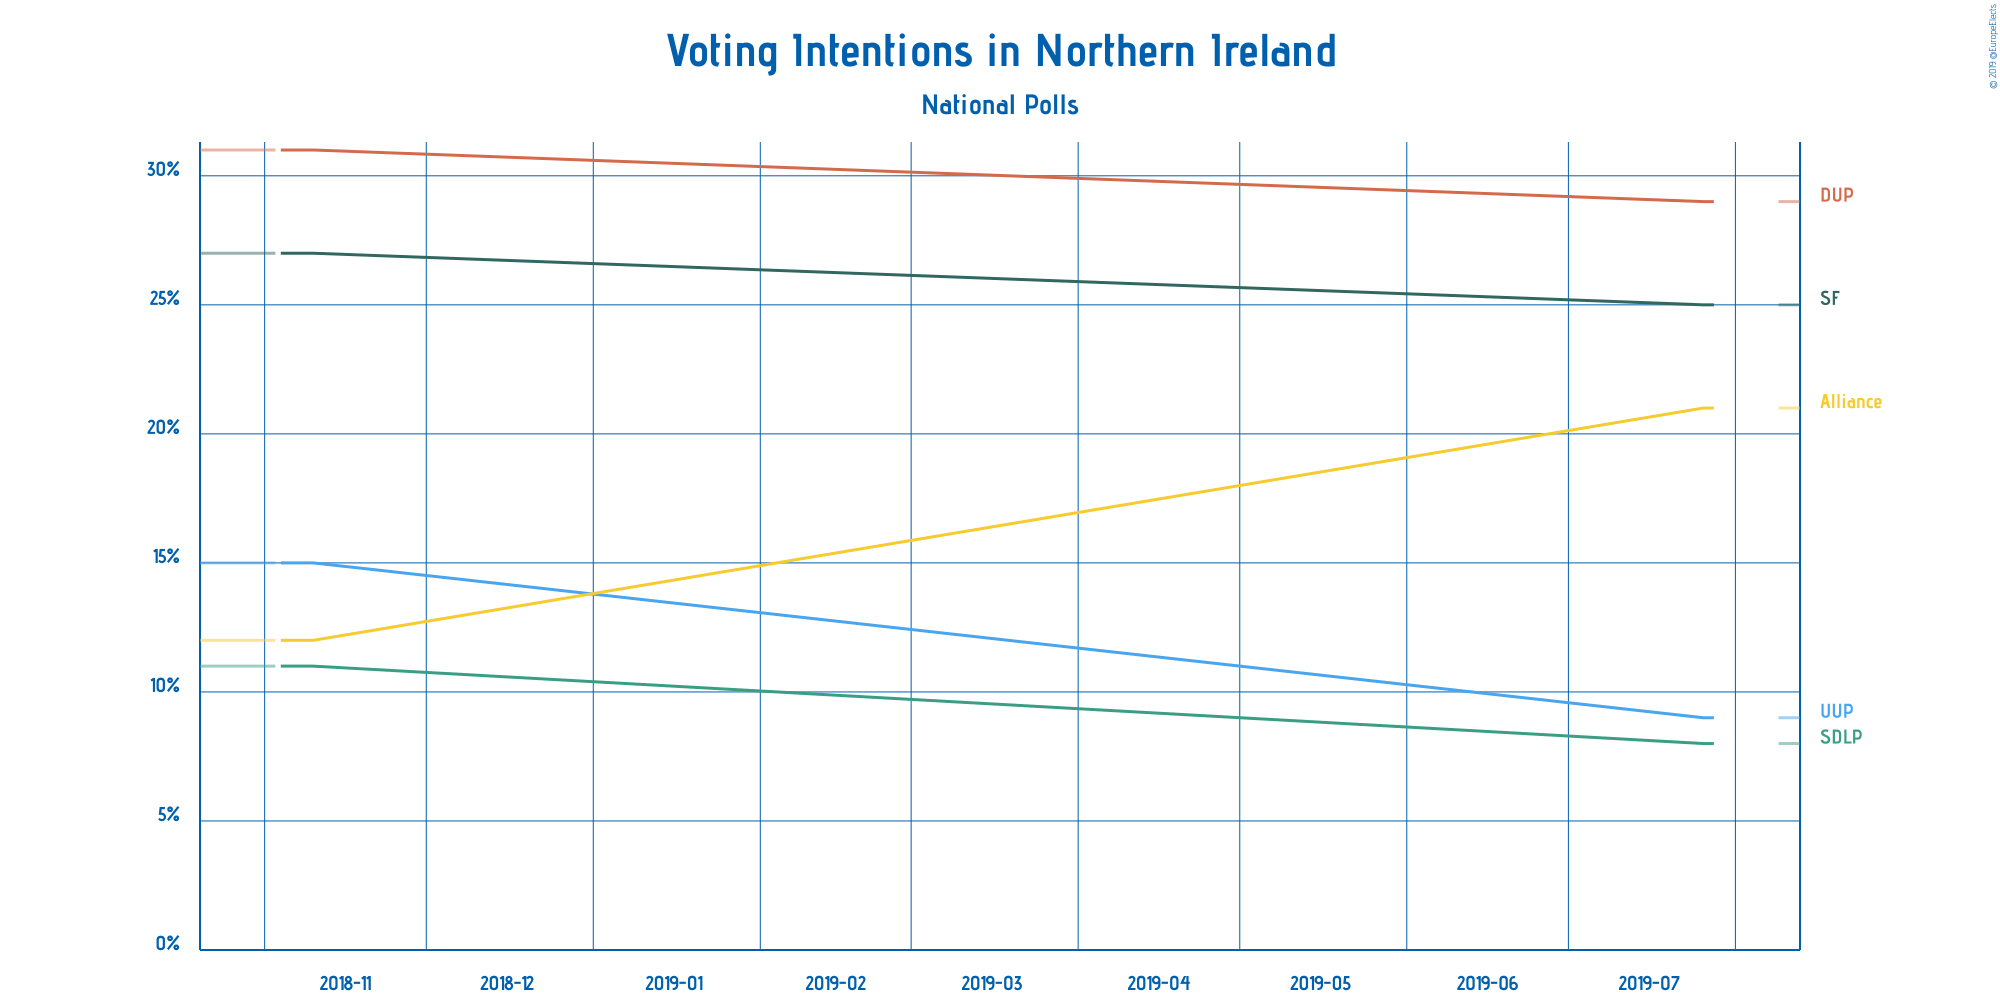 Voting Intentions in Northern Ireland
National Polls
© 2019 @EuropeElects
30%
25%
20%
15%
10%
5%
0%
DUP
SF
Alliance
UUP
SDLP
2018-11 2018-12 2019-01 2019-02 2019-03 2019-04 2019-05 2019-06 2019-07